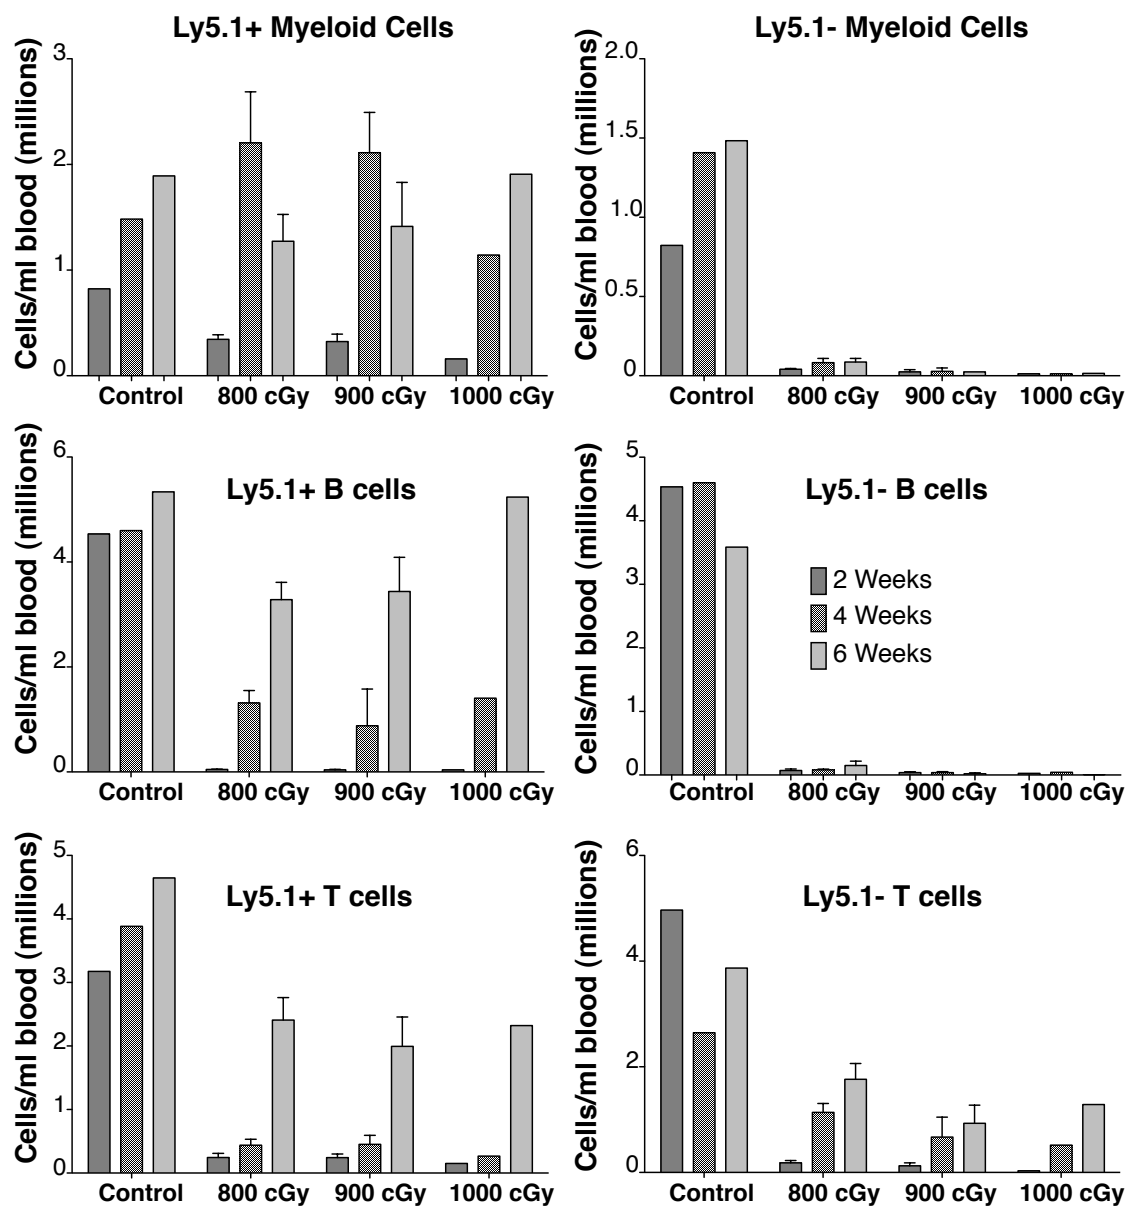 Ly5.1+ Myeloid Cells
Cells/ml blood (millions)
3
2
1
0
Control 800 cGy 900 cGy 1000 cGy
Ly5.1- Myeloid Cells
Cells/ml blood (millions)
2.0
1.5
1.0
0.5
0
Control 800 cGy 900 cGy 1000 cGy
Ly5.1+ B cells
Cells/ml blood (millions)
6
4
2
0
Control 800 cGy 900 cGy 1000 cGy
Ly5.1- B cells
Cells/ml blood (millions)
5
4
3
2
1
0
2 Weeks
4 Weeks
6 Weeks
Control 800 cGy 900 cGy 1000 cGy
Ly5.1+ T cells
Cells/ml blood (millions)
5
4
3
2
1
0
Control 800 cGy 900 cGy 1000 cGy
Ly5.1- T cells
Cells/ml blood (millions)
6
4
2
0
Control 800 cGy 900 cGy 1000 cGy